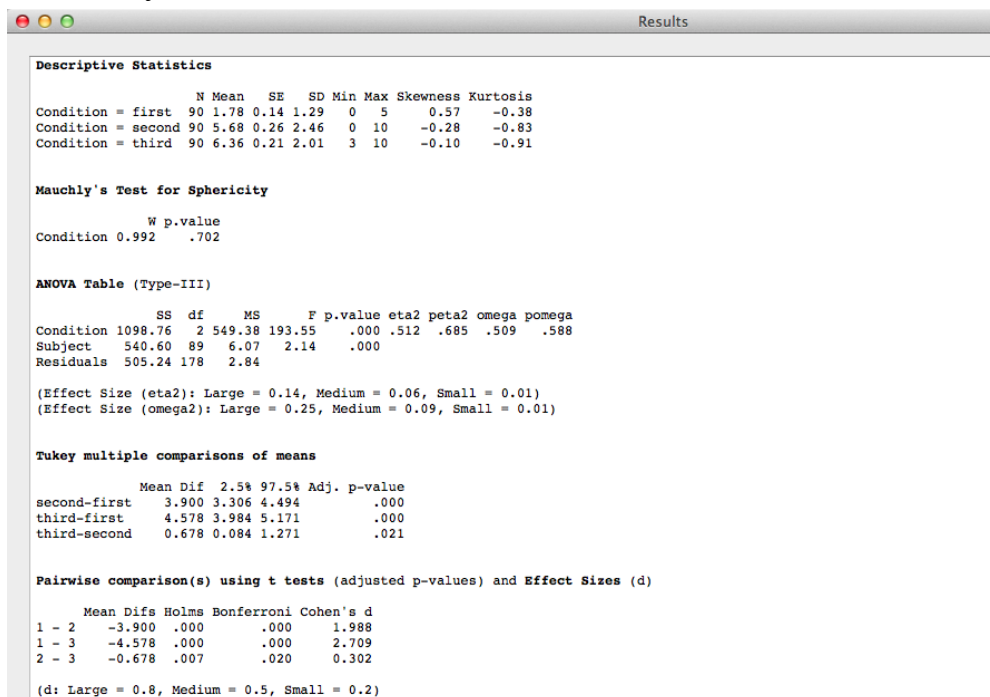 Results
Descriptive Statistics
N Mean SE SD Min Max Skewness Kurtosis
Condition = first 90 1.78 0.14 1.29 0 5 0.57 -0.38
Condition = second 90 5.68 0.26 2.46 0 10 -0.28 -0.83
Condition = third 90 6.36 0.21 2.01 3 10 -0.10 -0.91
Mauchly's Test for Sphericity
W p.value
Condition 0.992 .702
ANOVA Table (Type-III)
SS df MS F p.value eta2 peta2 omega pomega
Condition 1098.76 2 549.38 193.55 .000 .512 .685 .509 .588
Subject 540.60 89 6.07 2.14 .000
Residuals 505.24 178 2.84
(Effect Size (eta2): Large = 0.14, Medium = 0.06, Small = 0.01)
(Effect Size (omega2): Large = 0.25, Medium = 0.09, Small = 0.01)
Tukey multiple comparisons of means
Mean Dif 2.5% 97.5% Adj. p-value
second-first 3.900 3.306 4.494 .000
third-first 4.578 3.984 5.171 .000
third-second 0.678 0.084 1.271 .021
Pairwise comparison(s) using t tests (adjusted p-values) and Effect Sizes (d)
Mean Difs Holms Bonferroni Cohen's d
1 - 2 -3.900 .000 .000 1.988
1 - 3 -4.578 .000 .000 2.709
2 - 3 -0.678 .007 .020 0.302
(d: Large = 0.8, Medium = 0.5, Small = 0.2)